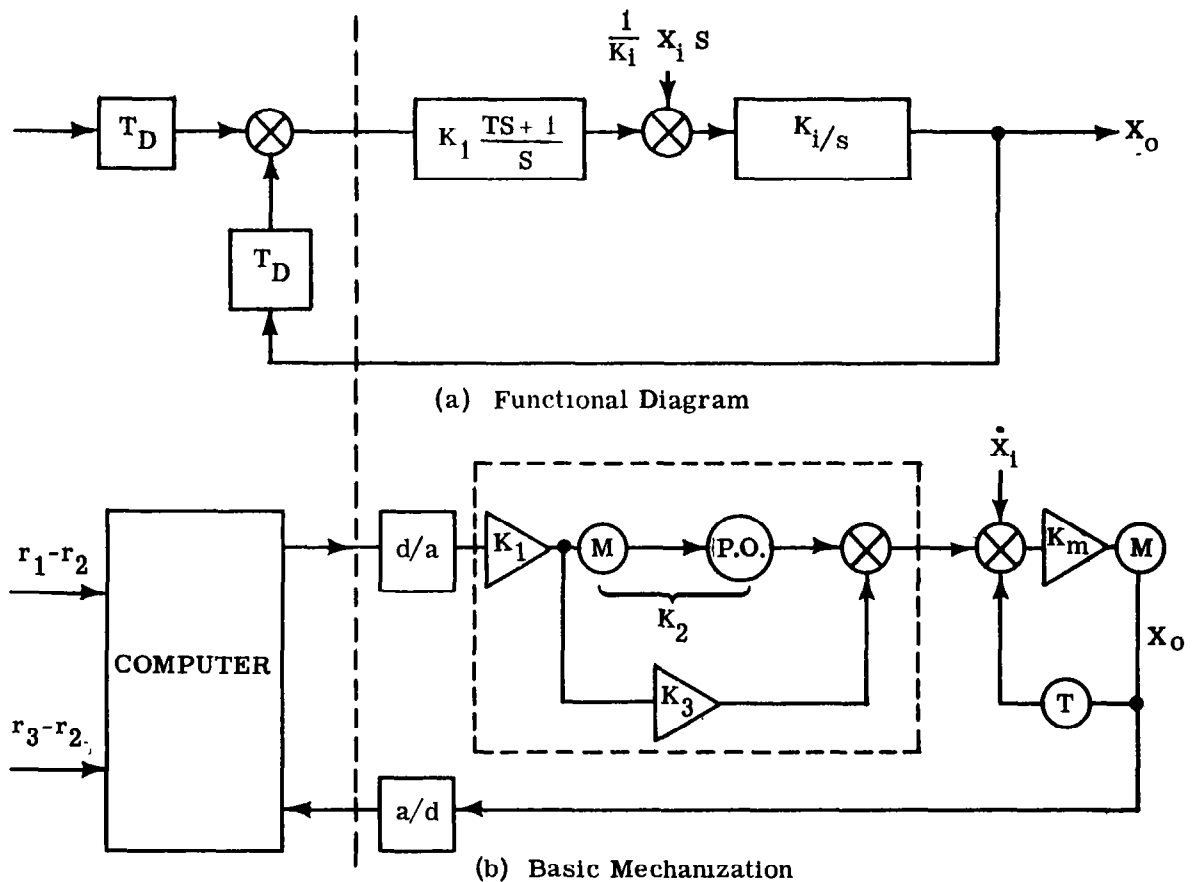 1
K_i X_i S
T_D
K_1 TS + 1
S
K_i/s
X_o
T_D
(a) Functional Diagram
Ẋ_1
d/a
K_1
M
P.O.
K_m
M
r_1-r_2
K_2
COMPUTER
X_o
K_3
T
r_3-r_2
a/d
(b) Basic Mechanization